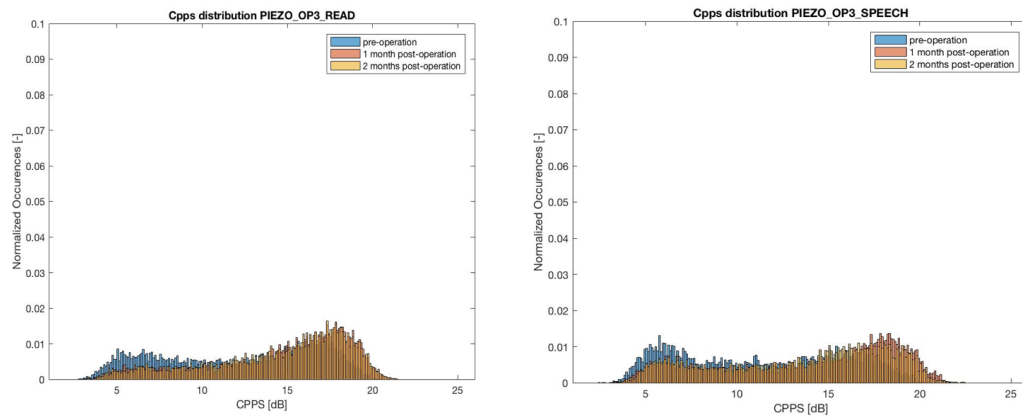 Cpps distribution PIEZO_OP3_READ
pre-operation
1 month post-operation
2 months post-operation
Normalized Occurences [-]
0.1
0.09
0.08
0.07
0.06
0.05
0.04
0.03
0.02
0.01
0
5
10
15
20
25
CPPS [dB]
Cpps distribution PIEZO_OP3_SPEECH
pre-operation
1 month post-operation
2 months post-operation
Normalized Occurences [-]
0.1
0.09
0.08
0.07
0.06
0.05
0.04
0.03
0.02
0.01
0
5
10
15
20
25
CPPS [dB]